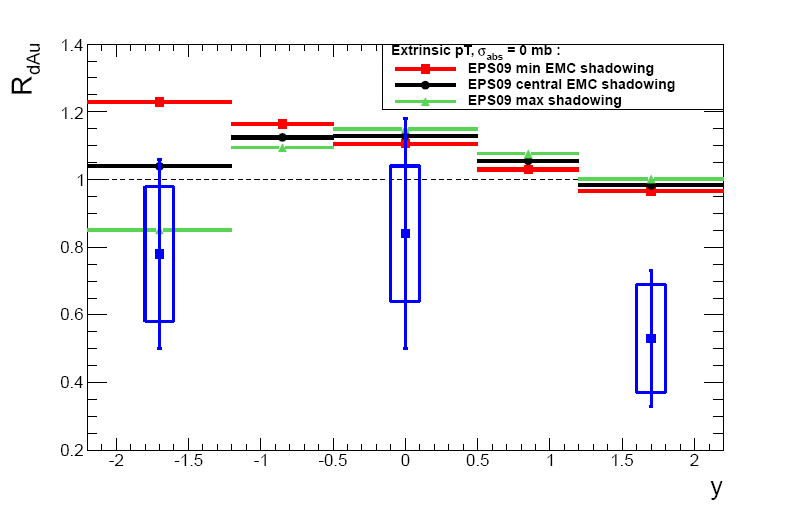 R_dAu
Extrinsic pT, σ_abs = 0 mb :
EPS09 min EMC shadowing
EPS09 central EMC shadowing
EPS09 max shadowing
1.4
1.2
1
0.8
0.6
0.4
0.2
-2 -1.5 -1 -0.5 0 0.5 1 1.5 2
y